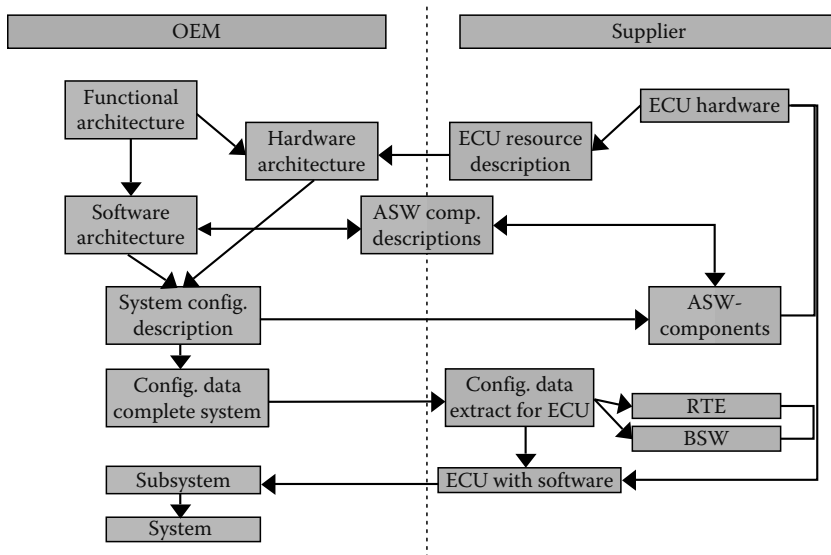 OEM
Supplier
Functional
architecture
Hardware
architecture
ECU resource
description
ECU hardware
Software
architecture
ASW comp.
descriptions
System config.
description
ASW-
components
Config. data
complete system
Config. data
extract for ECU
RTE
BSW
Subsystem
ECU with software
System